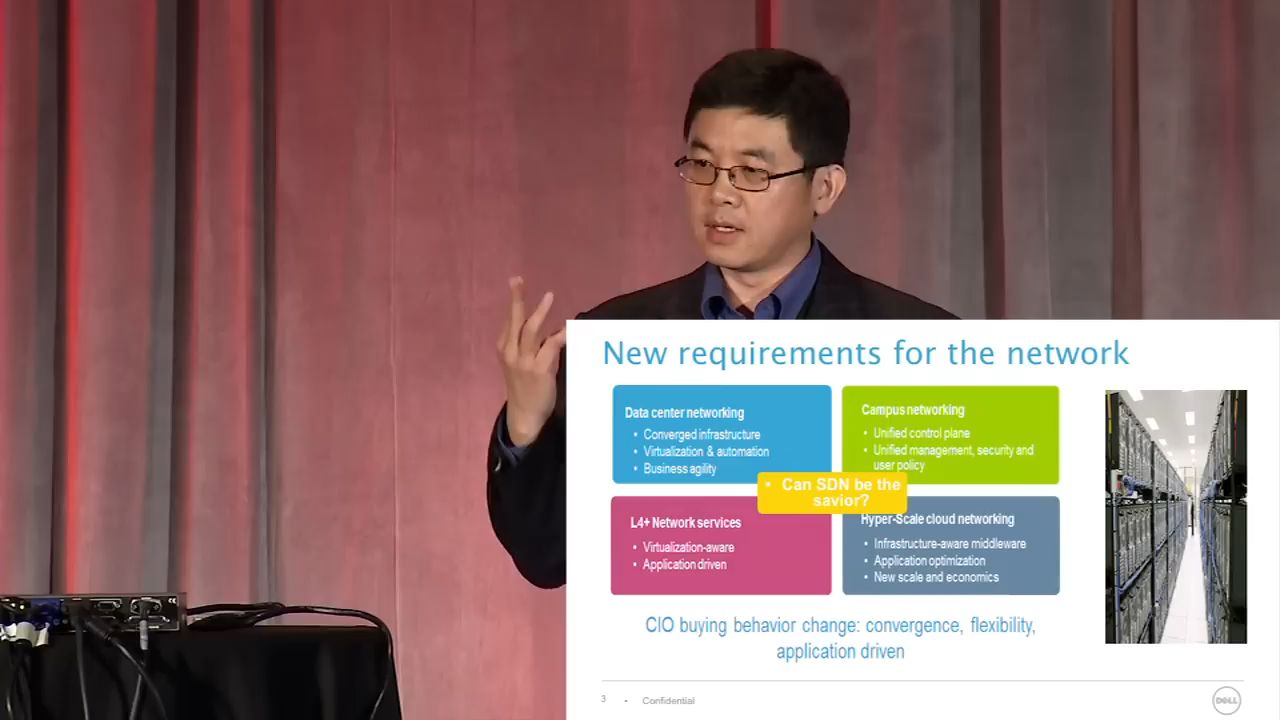 New requirements for the network
Data center networking
• Converged infrastructure
• Virtualization & automation
• Business agility
Campus networking
• Unified control plane
• Unified management, security and
user policy
• Can SDN be the
savior?
L4+ Network services
• Virtualization-aware
• Application driven
Hyper-Scale cloud networking
• Infrastructure-aware middleware
• Application optimization
• New scale and economics
CIO buying behavior change: convergence, flexibility,
application driven
3 • Confidential
DELL